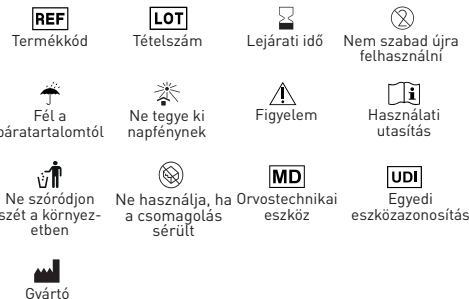 REF LOT
Termékkód Tételszám Lejárati idő Nem szabad újra
felhasználni
Fél a
páratartalomtól
Ne tegye ki
napfénynek
Figyelem
Használati
utasítás
Ne szóródjon
szét a környez-
etben
Ne használja, ha
a csomagolás
sérült
MD
Orvostechnikai
eszköz
UDI
Egyedi
eszközazonosítás
Gyártó